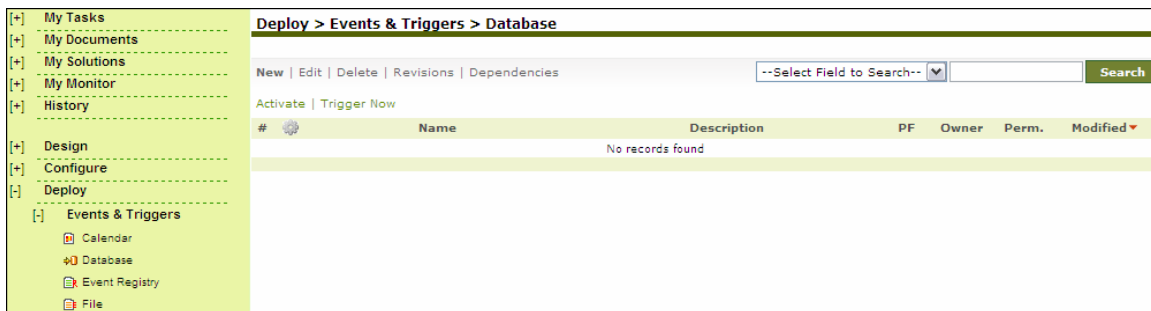 [+] My Tasks
[+] My Documents
[+] My Solutions
[+] My Monitor
[+] History
[+] Design
[+] Configure
[-] Deploy
[-] Events & Triggers
Calendar
Database
Event Registry
File
Deploy > Events & Triggers > Database
New | Edit | Delete | Revisions | Dependencies
--Select Field to Search--
Search
Activate | Trigger Now
# Name Description PF Owner Perm. Modified
No records found